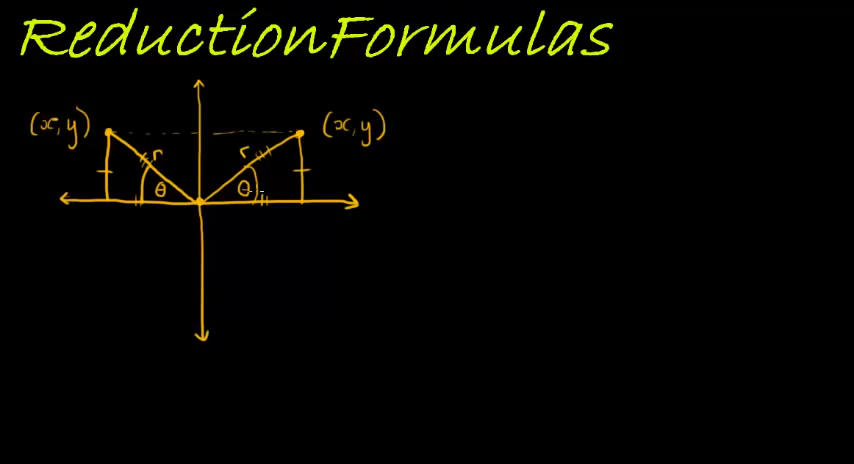 ReductionFormulas
(x,y) (x,y)
r r
θ θ